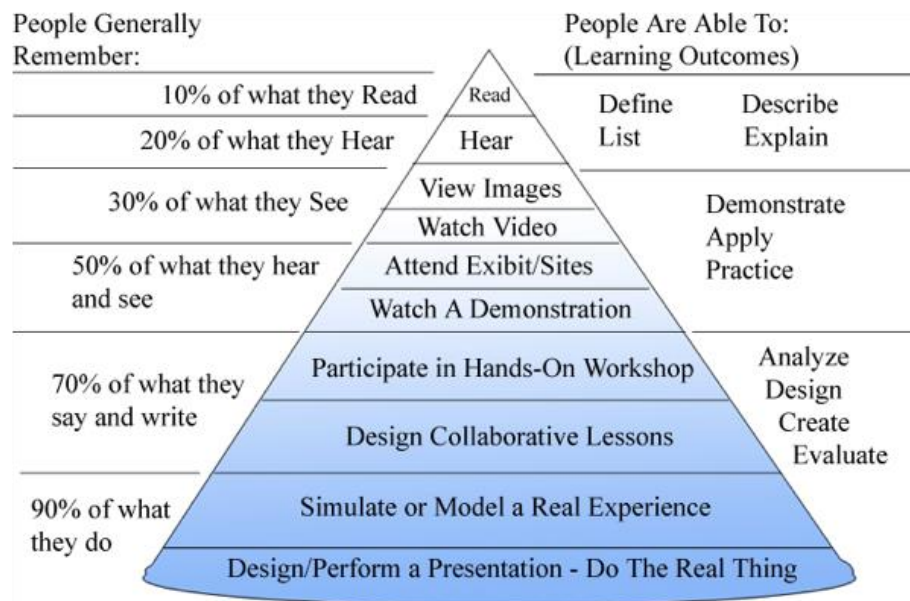 People Generally
Remember:
People Are Able To:
(Learning Outcomes)
10% of what they Read
Read
Define
Describe
20% of what they Hear
Hear
List
Explain
30% of what they See
View Images
Watch Video
Demonstrate
Apply
Practice
50% of what they hear
and see
Attend Exibit/Sites
Watch A Demonstration
70% of what they
say and write
Participate in Hands-On Workshop
Design Collaborative Lessons
Analyze
Design
Create
Evaluate
90% of what
they do
Simulate or Model a Real Experience
Design/Perform a Presentation - Do The Real Thing